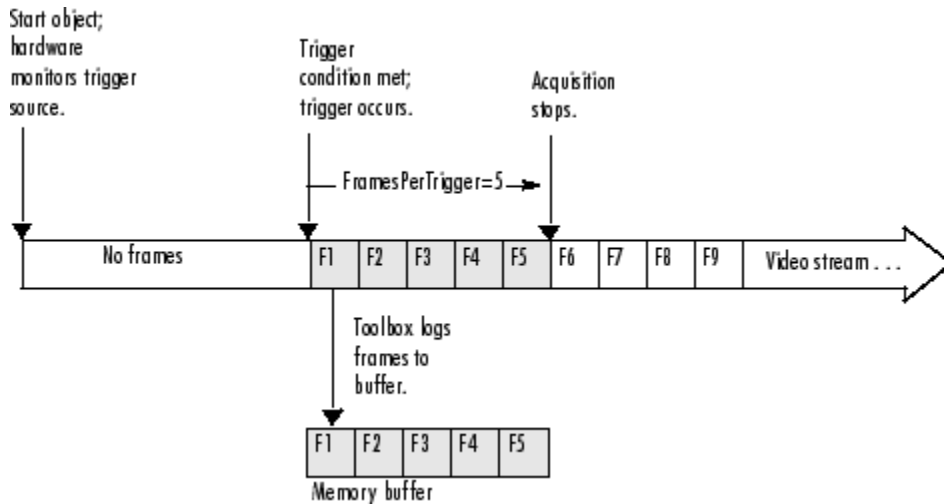 Start object;
hardware
monitors trigger
source.
Trigger
condition met;
trigger occurs.
Acquisition
stops.
FramesPerTrigger=5
No frames
F1 F2 F3 F4 F5 F6 F7 F8 F9
Video stream . . .
Toolbox logs
frames to
buffer.
F1 F2 F3 F4 F5
Memory buffer